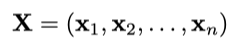 X = (x₁, x₂, . . . , xₙ)